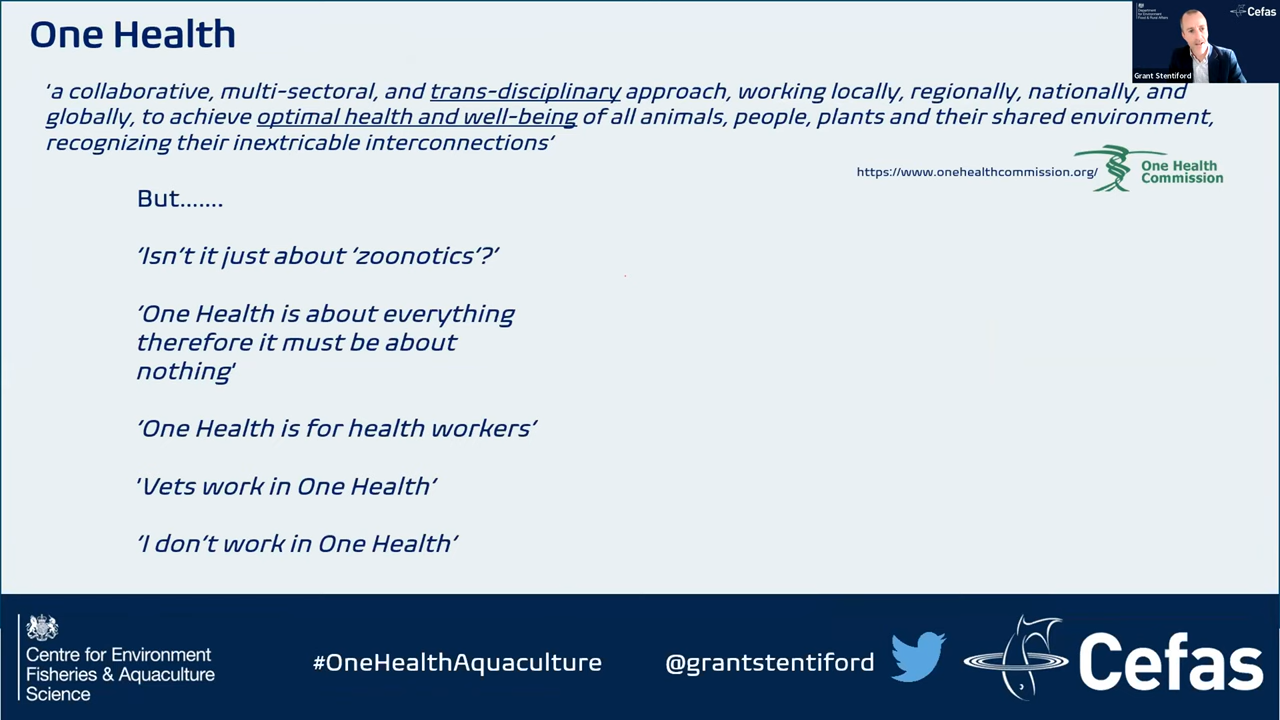 One Health
Cefas
Grant Stentiford
‘a collaborative, multi-sectoral, and trans-disciplinary approach, working locally, regionally, nationally, and
globally, to achieve optimal health and well-being of all animals, people, plants and their shared environment,
recognizing their inextricable interconnections’
https://www.onehealthcommission.org/
One Health
Commission
But.......
‘Isn’t it just about ‘zoonotics’?’
‘One Health is about everything
therefore it must be about
nothing’
‘One Health is for health workers’
‘Vets work in One Health’
‘I don’t work in One Health’
Centre for Environment
Fisheries & Aquaculture
Science
#OneHealthAquaculture
@grantstentiford
Cefas